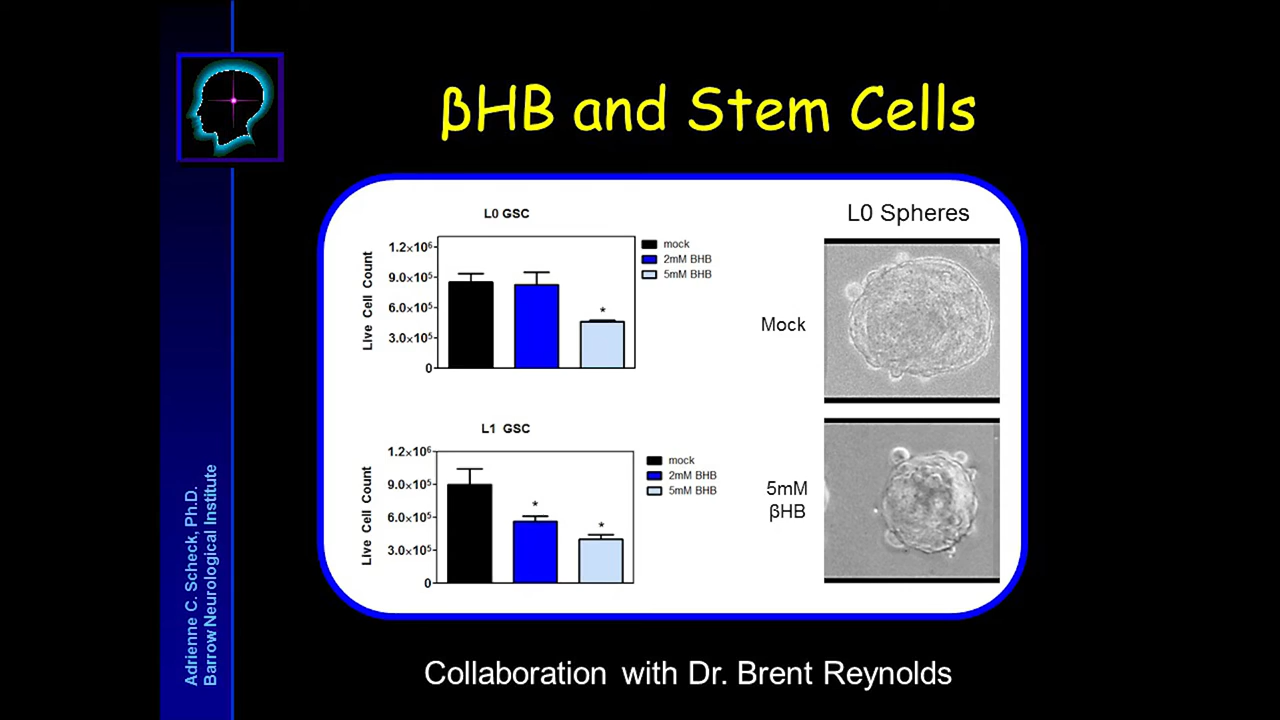 βHB and Stem Cells
L0 GSC
Live Cell Count
1.2×10⁶
9.0×10⁵
6.0×10⁵
3.0×10⁵
0
*
mock
2mM BHB
5mM BHB
L1 GSC
Live Cell Count
1.2×10⁶
9.0×10⁵
6.0×10⁵
3.0×10⁵
0
*
*
mock
2mM BHB
5mM BHB
L0 Spheres
Mock
5mM
βHB
Adrienne C. Scheck, Ph.D.
Barrow Neurological Institute
Collaboration with Dr. Brent Reynolds